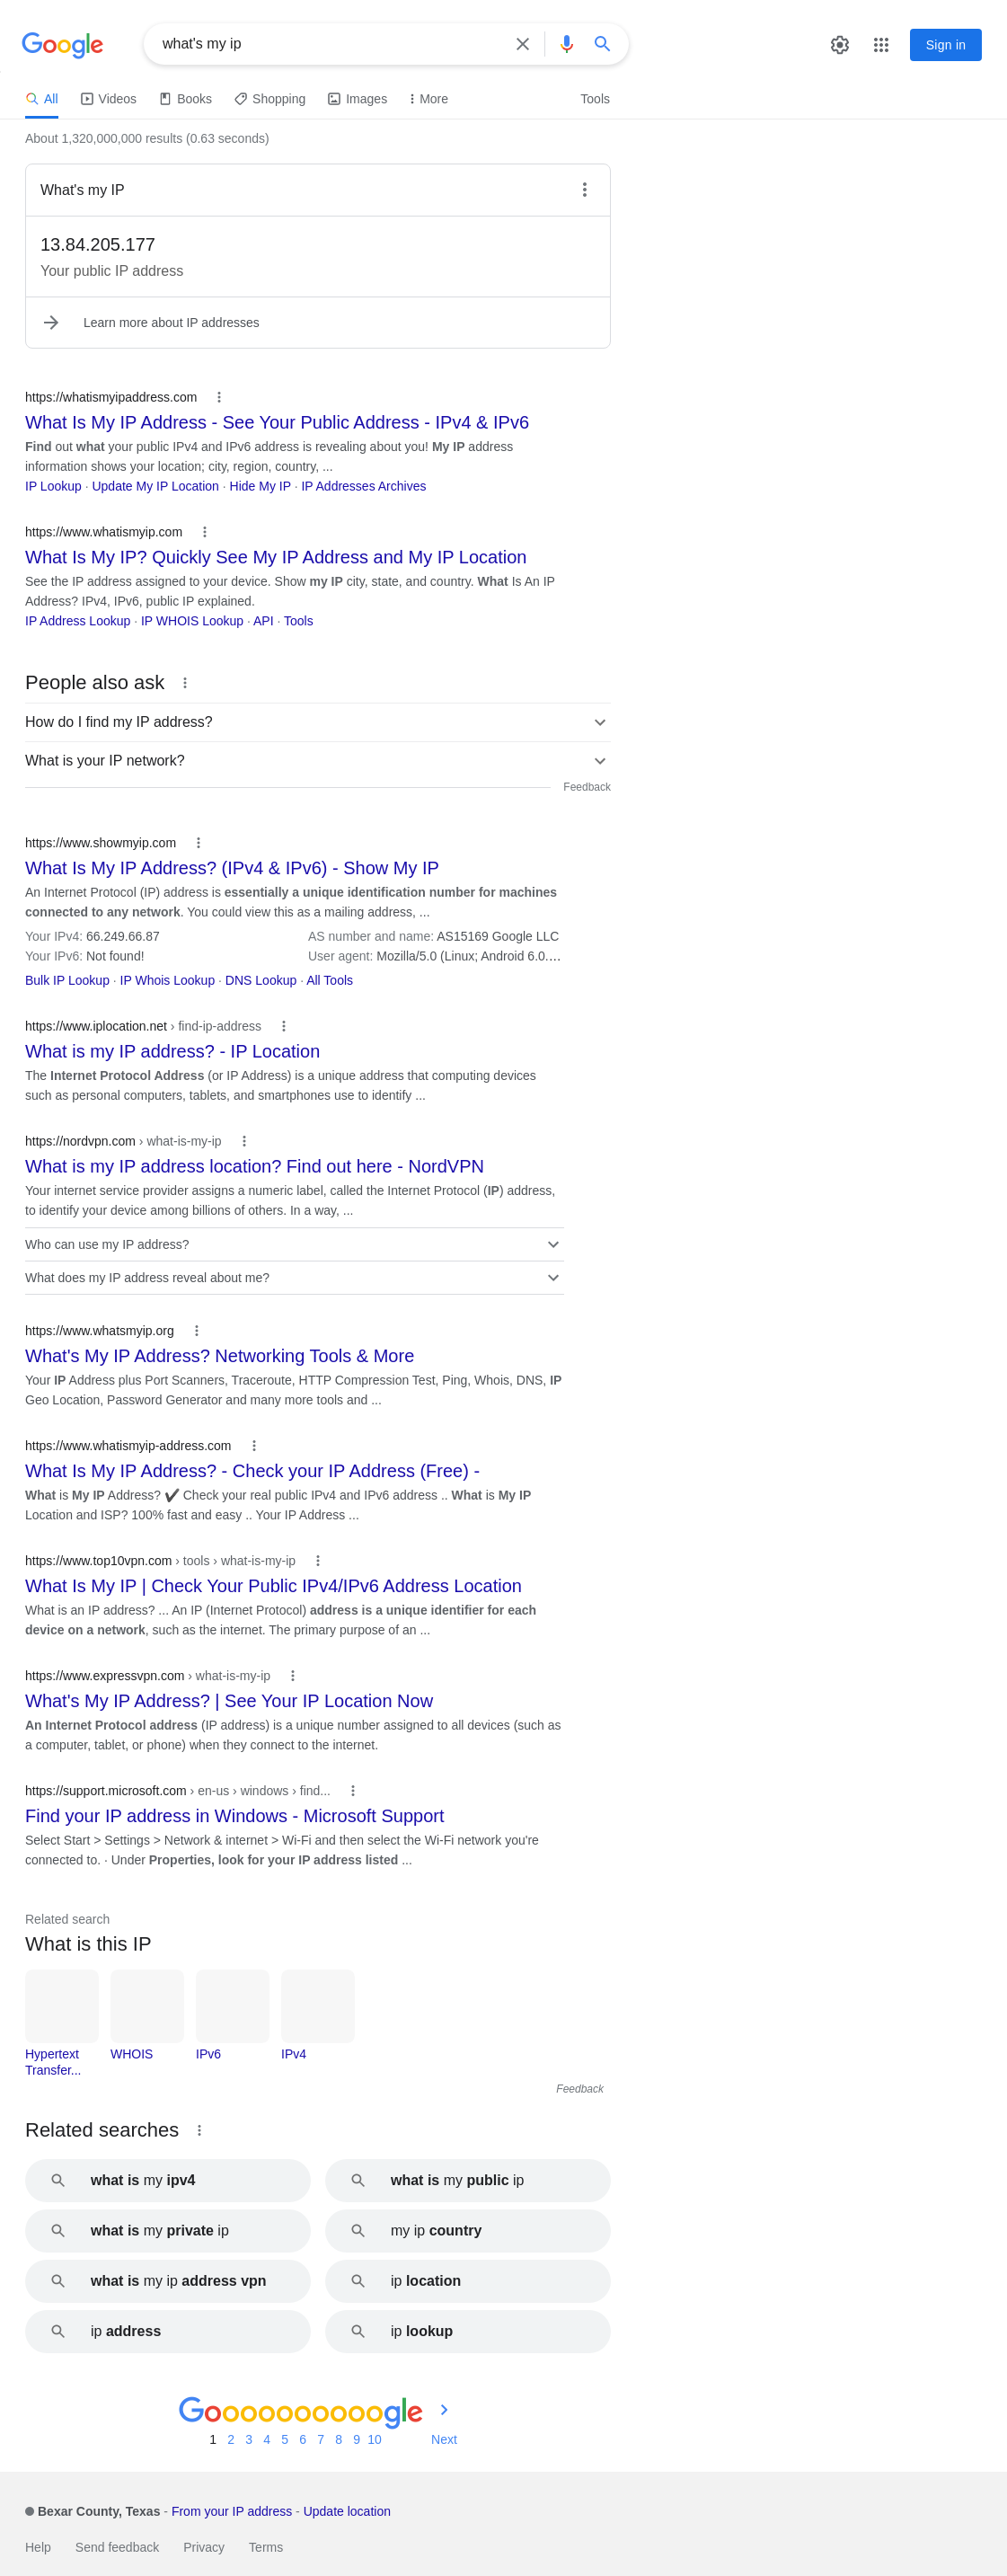 Google
what's my ip
Sign in
All Videos Books Shopping Images More Tools
About 1,320,000,000 results (0.63 seconds)
What's my IP
13.84.205.177
Your public IP address
Learn more about IP addresses
https://whatismyipaddress.com
What Is My IP Address - See Your Public Address - IPv4 & IPv6
Find out what your public IPv4 and IPv6 address is revealing about you! My IP address
information shows your location; city, region, country, ...
IP Lookup · Update My IP Location · Hide My IP · IP Addresses Archives
https://www.whatismyip.com
What Is My IP? Quickly See My IP Address and My IP Location
See the IP address assigned to your device. Show my IP city, state, and country. What Is An IP
Address? IPv4, IPv6, public IP explained.
IP Address Lookup · IP WHOIS Lookup · API · Tools
People also ask
How do I find my IP address?
What is your IP network?
Feedback
https://www.showmyip.com
What Is My IP Address? (IPv4 & IPv6) - Show My IP
An Internet Protocol (IP) address is essentially a unique identification number for machines
connected to any network. You could view this as a mailing address, ...
Your IPv4: 66.249.66.87 AS number and name: AS15169 Google LLC
Your IPv6: Not found! User agent: Mozilla/5.0 (Linux; Android 6.0....
Bulk IP Lookup · IP Whois Lookup · DNS Lookup · All Tools
https://www.iplocation.net › find-ip-address
What is my IP address? - IP Location
The Internet Protocol Address (or IP Address) is a unique address that computing devices
such as personal computers, tablets, and smartphones use to identify ...
https://nordvpn.com › what-is-my-ip
What is my IP address location? Find out here - NordVPN
Your internet service provider assigns a numeric label, called the Internet Protocol (IP) address,
to identify your device among billions of others. In a way, ...
Who can use my IP address?
What does my IP address reveal about me?
https://www.whatsmyip.org
What's My IP Address? Networking Tools & More
Your IP Address plus Port Scanners, Traceroute, HTTP Compression Test, Ping, Whois, DNS, IP
Geo Location, Password Generator and many more tools and ...
https://www.whatismyip-address.com
What Is My IP Address? - Check your IP Address (Free) -
What is My IP Address? ✔ Check your real public IPv4 and IPv6 address .. What is My IP
Location and ISP? 100% fast and easy .. Your IP Address ...
https://www.top10vpn.com › tools › what-is-my-ip
What Is My IP | Check Your Public IPv4/IPv6 Address Location
What is an IP address? ... An IP (Internet Protocol) address is a unique identifier for each
device on a network, such as the internet. The primary purpose of an ...
https://www.expressvpn.com › what-is-my-ip
What's My IP Address? | See Your IP Location Now
An Internet Protocol address (IP address) is a unique number assigned to all devices (such as
a computer, tablet, or phone) when they connect to the internet.
https://support.microsoft.com › en-us › windows › find...
Find your IP address in Windows - Microsoft Support
Select Start > Settings > Network & internet > Wi-Fi and then select the Wi-Fi network you're
connected to. · Under Properties, look for your IP address listed ...
Related search
What is this IP
Hypertext WHOIS IPv6 IPv4
Transfer...
Feedback
Related searches
what is my ipv4 what is my public ip
what is my private ip my ip country
what is my ip address vpn ip location
ip address ip lookup
Goooooooooogle
1 2 3 4 5 6 7 8 9 10 Next
Bexar County, Texas - From your IP address - Update location
Help Send feedback Privacy Terms